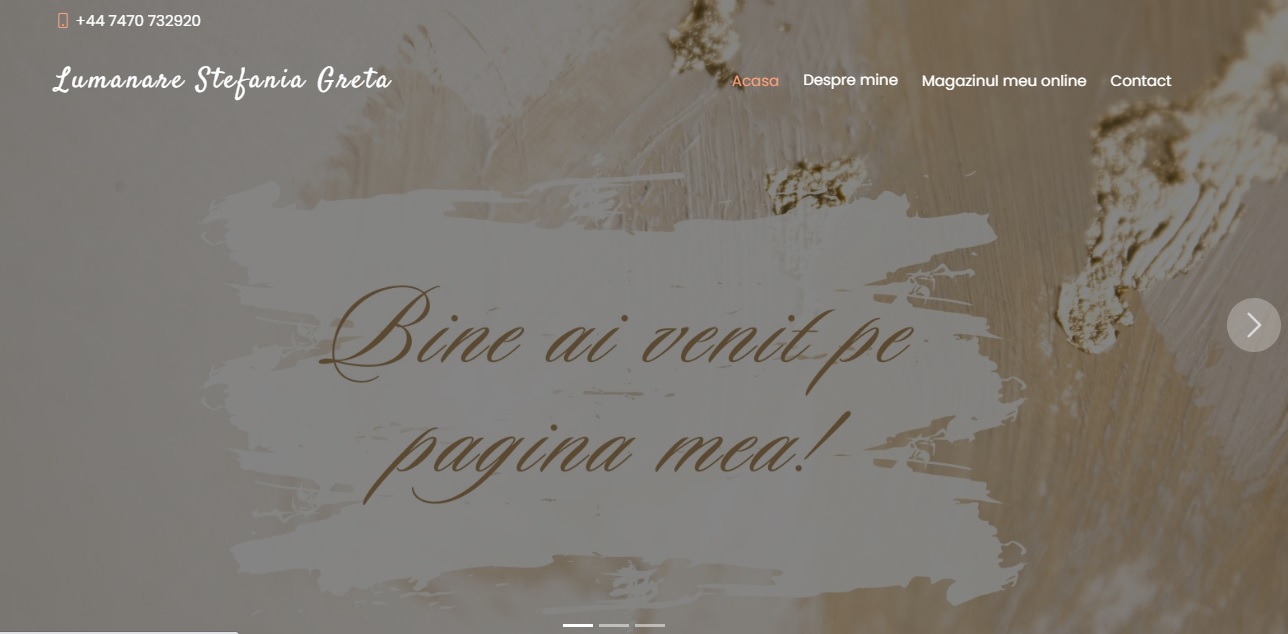 +44 7470 732920
Lumanare Stefania Greta
Acasa Despre mine Magazinul meu online Contact
Bine ai venit pe
pagina mea!